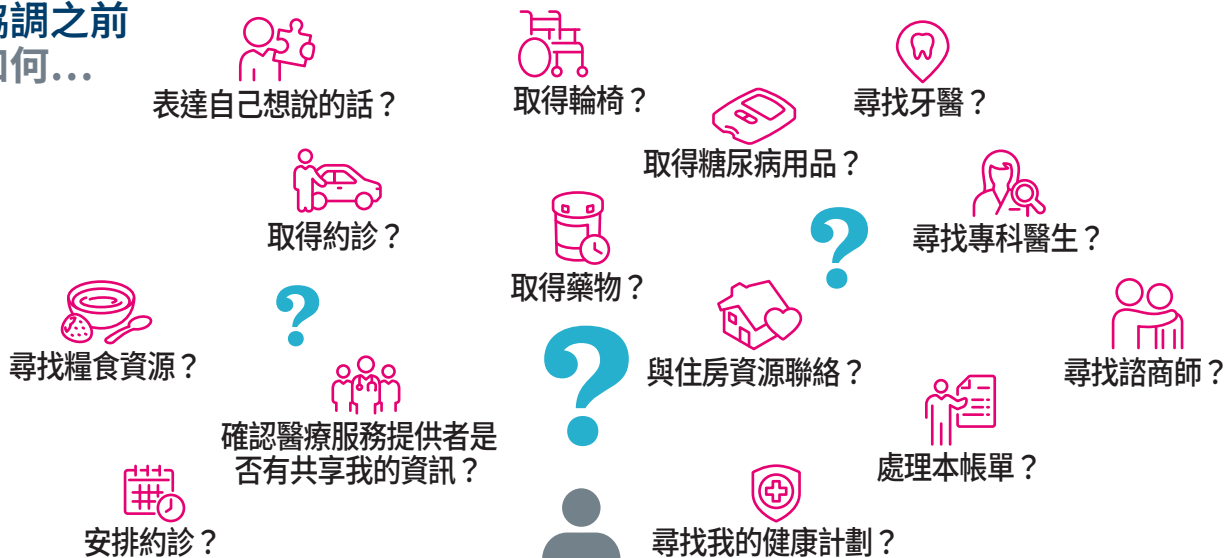 協調之前
如何…
表達自己想說的話？
取得輪椅？
尋找牙醫？
取得糖尿病用品？
取得約診？
尋找專科醫生？
取得藥物？
尋找糧食資源？
與住房資源聯絡？
尋找諮商師？
確認醫療服務提供者是
否有共享我的資訊？
處理本帳單？
安排約診？
尋找我的健康計劃？